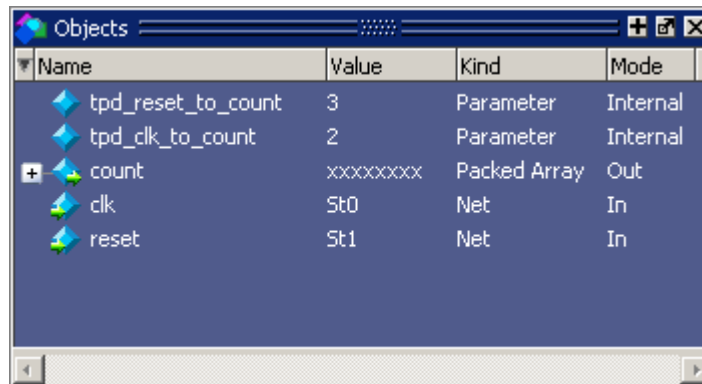 Objects
Name Value Kind Mode
tpd_reset_to_count 3 Parameter Internal
tpd_clk_to_count 2 Parameter Internal
count xxxxxxxx Packed Array Out
clk St0 Net In
reset St1 Net In